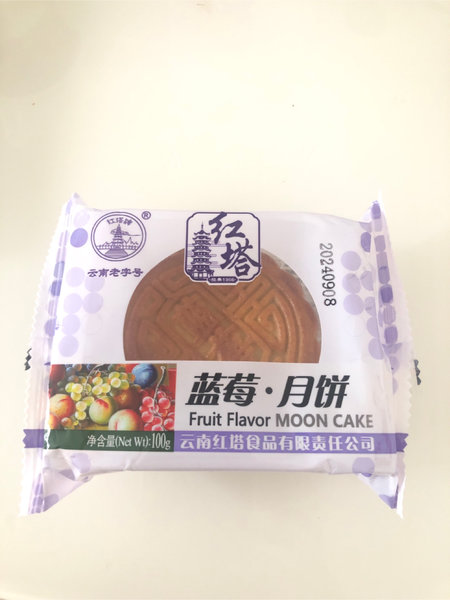 红塔牌
®
云南老字号
红塔
20240908
蓝莓·月饼
Fruit Flavor MOON CAKE
净含量(Net Wt):100g
云南红塔食品有限责任公司